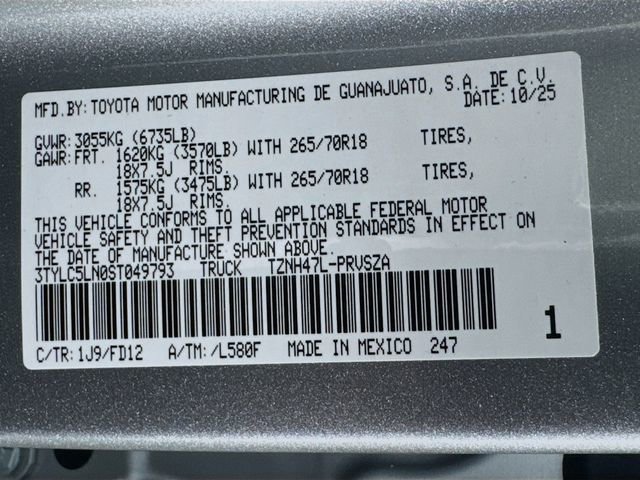 MFD.BY: TOYOTA MOTOR MANUFACTURING DE GUANAJUATO, S.A. DE C.V.
DATE: 10/25
GVWR: 3055KG (6735LB)
GAWR: FRT. 1620KG (3570LB) WITH 265/70R18 TIRES,
18X7.5J RIMS.
RR. 1575KG (3475LB) WITH 265/70R18 TIRES,
18X7.5J RIMS.
THIS VEHICLE CONFORMS TO ALL APPLICABLE FEDERAL MOTOR
VEHICLE SAFETY AND THEFT PREVENTION STANDARDS IN EFFECT ON
THE DATE OF MANUFACTURE SHOWN ABOVE.
3TYLC5LN0ST049793 TRUCK TZNH47L-PRVSZA
1
C/TR: 1J9/FD12 A/TM: /L580F MADE IN MEXICO 247